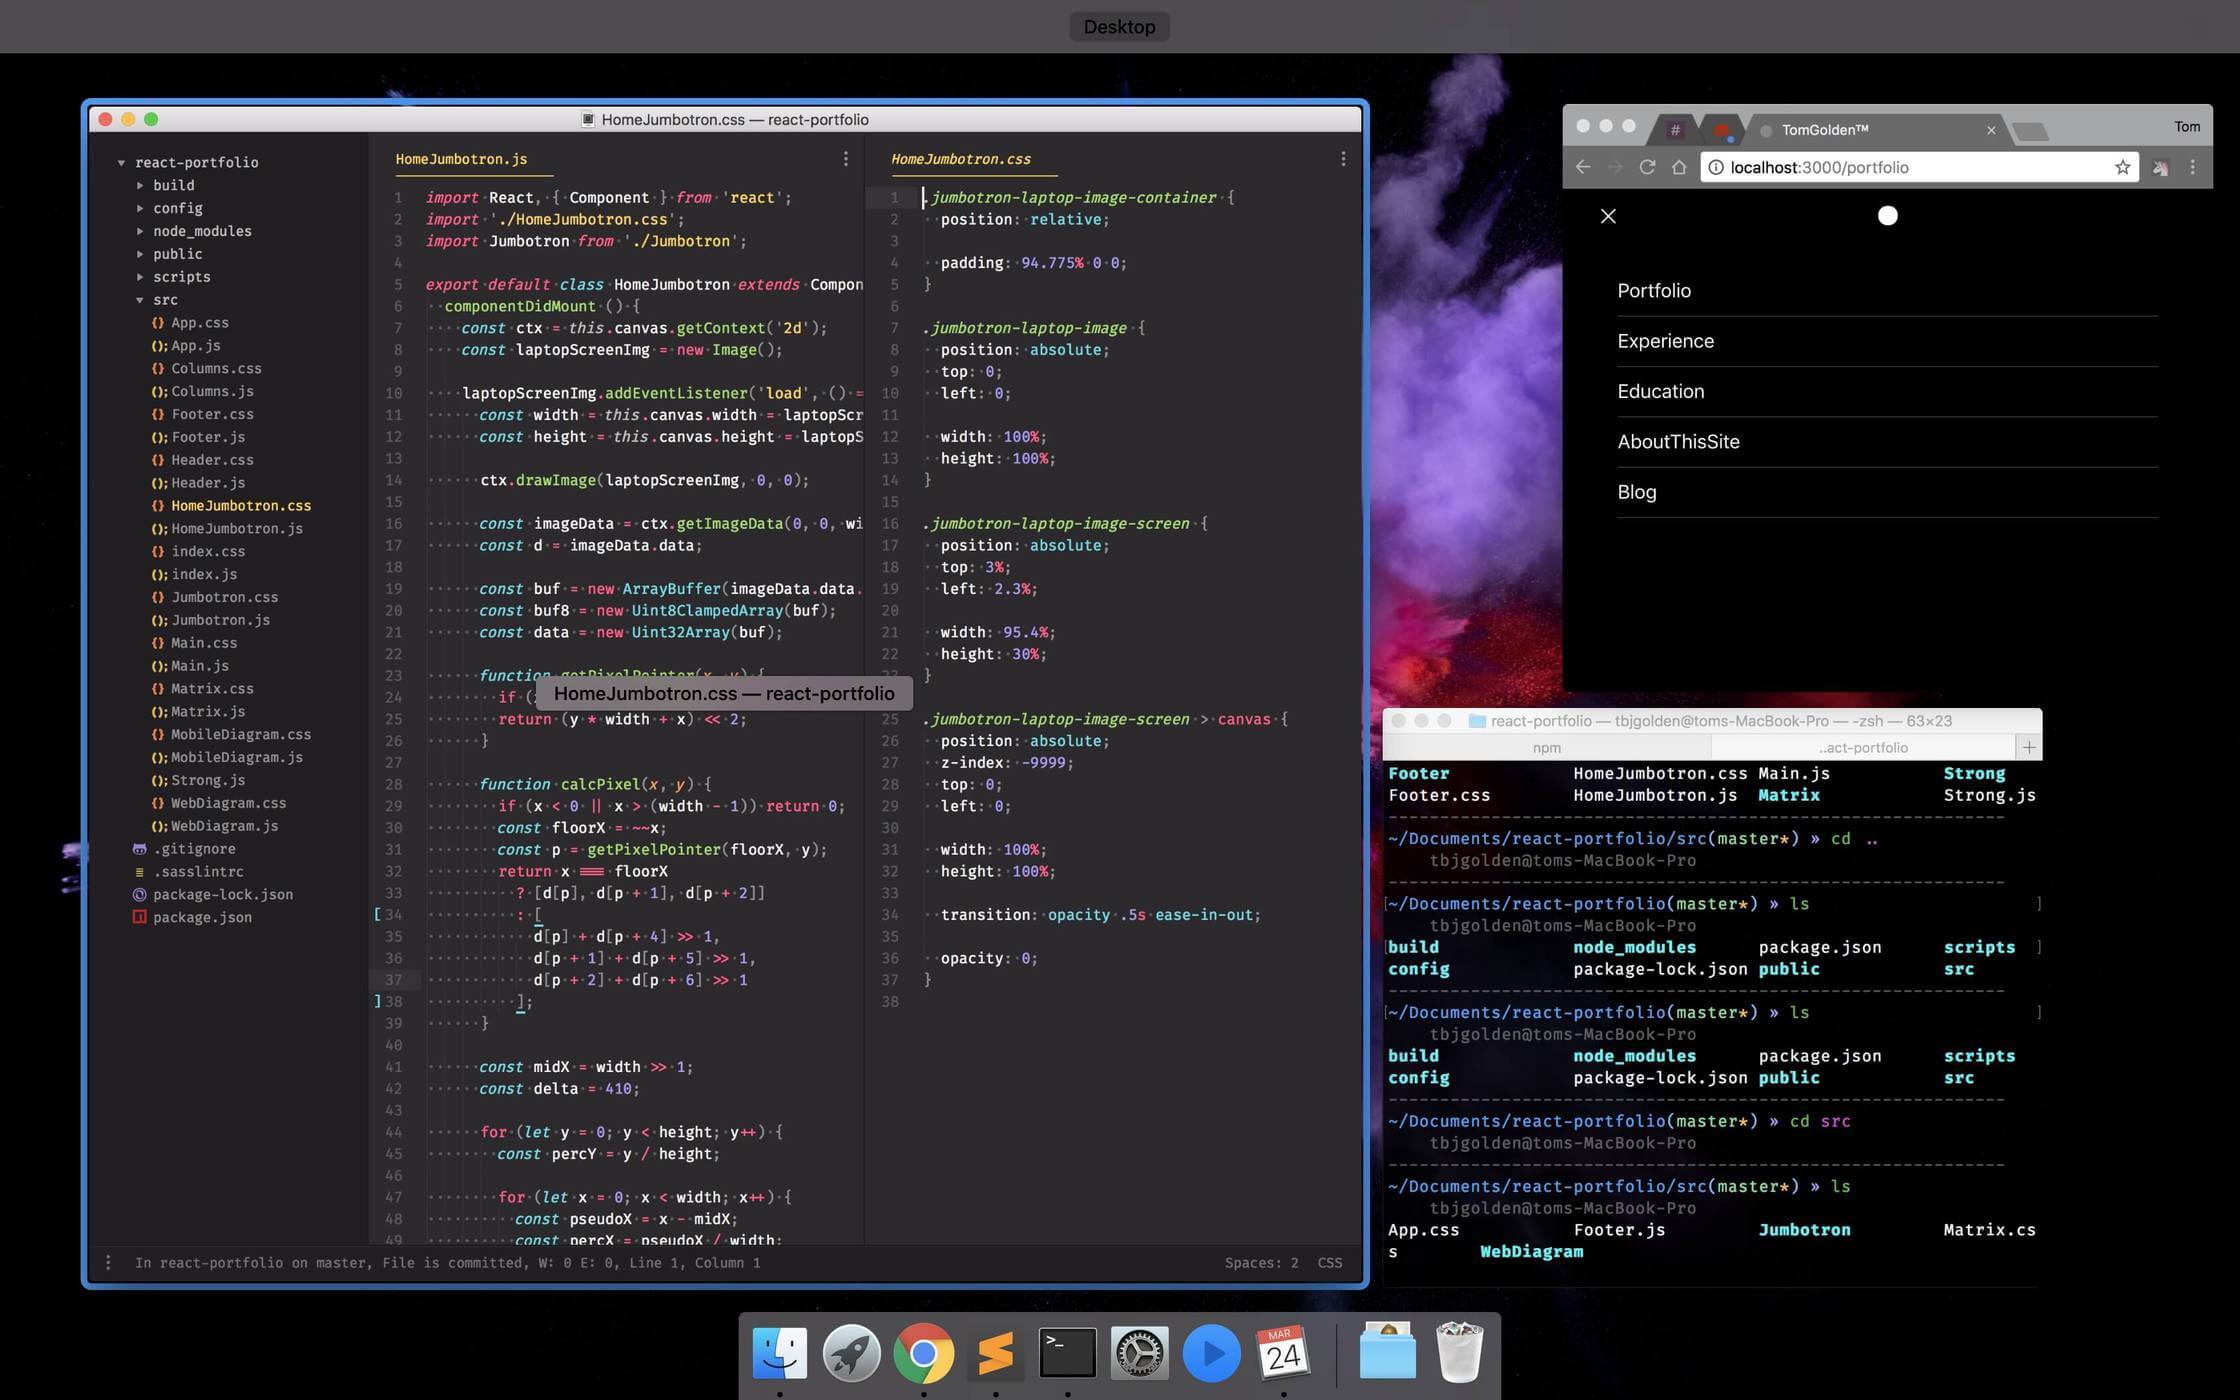 Desktop
HomeJumbotron.css — react-portfolio
react-portfolio
build
config
node_modules
public
scripts
src
{} App.css
(); App.js
{} Columns.css
(); Columns.js
{} Footer.css
(); Footer.js
{} Header.css
(); Header.js
{} HomeJumbotron.css
(); HomeJumbotron.js
{} index.css
(); index.js
{} Jumbotron.css
(); Jumbotron.js
{} Main.css
(); Main.js
{} Matrix.css
(); Matrix.js
{} MobileDiagram.css
(); MobileDiagram.js
(); Strong.js
{} WebDiagram.css
(); WebDiagram.js
.gitignore
.sasslintrc
package-lock.json
package.json
HomeJumbotron.js
1 import React, { Component } from 'react';
2 import './HomeJumbotron.css';
3 import Jumbotron from './Jumbotron';
4
5 export default class HomeJumbotron extends Compon
6 componentDidMount () {
7 const ctx = this.canvas.getContext('2d');
8 const laptopScreenImg = new Image();
9
10 laptopScreenImg.addEventListener('load', () =
11 const width = this.canvas.width = laptopScr
12 const height = this.canvas.height = laptopS
13
14 ctx.drawImage(laptopScreenImg, 0, 0);
15
16 const imageData = ctx.getImageData(0, 0, wi
17 const d = imageData.data;
18
19 const buf = new ArrayBuffer(imageData.data.
20 const buf8 = new Uint8ClampedArray(buf);
21 const data = new Uint32Array(buf);
22
23 function getPixelPointer(x, y) {
24 if (
25 return (y * width + x) << 2;
26 }
27
28 function calcPixel(x, y) {
29 if (x < 0 || x > (width - 1)) return 0;
30 const floorX = ~~x;
31 const p = getPixelPointer(floorX, y);
32 return x === floorX
33 ? [d[p], d[p + 1], d[p + 2]]
[34 : [
35 d[p] + d[p + 4] >> 1,
36 d[p + 1] + d[p + 5] >> 1,
37 d[p + 2] + d[p + 6] >> 1
]38 ];
39 }
40
41 const midX = width >> 1;
42 const delta = 410;
43
44 for (let y = 0; y < height; y++) {
45 const percY = y / height;
46
47 for (let x = 0; x < width; x++) {
48 const pseudoX = x - midX;
49 const percX = pseudoX / width;
HomeJumbotron.css — react-portfolio
HomeJumbotron.css
1 .jumbotron-laptop-image-container {
2 position: relative;
3
4 padding: 94.775% 0 0;
5 }
6
7 .jumbotron-laptop-image {
8 position: absolute;
9 top: 0;
10 left: 0;
11
12 width: 100%;
13 height: 100%;
14 }
15
16 .jumbotron-laptop-image-screen {
17 position: absolute;
18 top: 3%;
19 left: 2.3%;
20
21 width: 95.4%;
22 height: 30%;
23 }
25 .jumbotron-laptop-image-screen > canvas {
26 position: absolute;
27 z-index: -9999;
28 top: 0;
29 left: 0;
30
31 width: 100%;
32 height: 100%;
33
34 transition: opacity .5s ease-in-out;
35
36 opacity: 0;
37 }
38
In react-portfolio on master, File is committed, W: 0 E: 0, Line 1, Column 1
Spaces: 2 CSS
# TomGolden™ Tom
localhost:3000/portfolio
Portfolio
Experience
Education
AboutThisSite
Blog
react-portfolio — tbjgolden@toms-MacBook-Pro — -zsh — 63×23
npm ..act-portfolio +
Footer HomeJumbotron.css Main.js Strong
Footer.css HomeJumbotron.js Matrix Strong.js
~/Documents/react-portfolio/src(master*) » cd ..
tbjgolden@toms-MacBook-Pro
[~/Documents/react-portfolio(master*) » ls ]
tbjgolden@toms-MacBook-Pro
[build node_modules package.json scripts ]
config package-lock.json public src
[~/Documents/react-portfolio(master*) » ls ]
tbjgolden@toms-MacBook-Pro
build node_modules package.json scripts
config package-lock.json public src
~/Documents/react-portfolio(master*) » cd src
tbjgolden@toms-MacBook-Pro
~/Documents/react-portfolio/src(master*) » ls
tbjgolden@toms-MacBook-Pro
App.css Footer.js Jumbotron Matrix.cs
s WebDiagram
>_
MAR
24